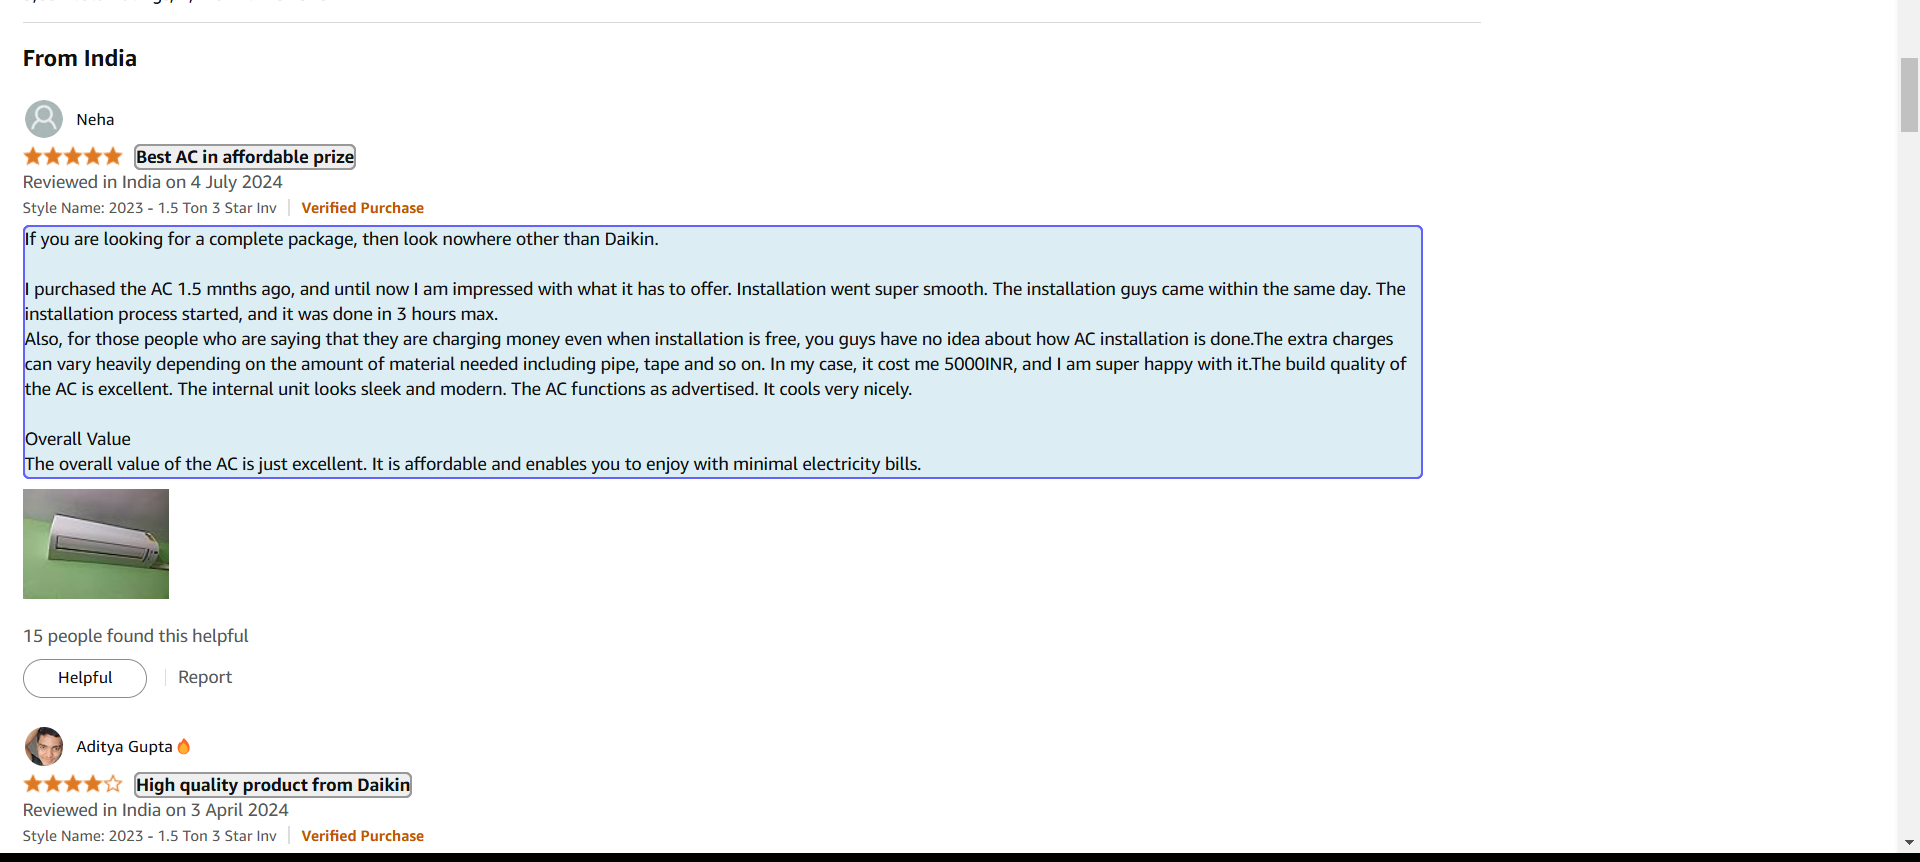 From India
Neha
Best AC in affordable prize
Reviewed in India on 4 July 2024
Style Name: 2023 - 1.5 Ton 3 Star Inv | Verified Purchase
If you are looking for a complete package, then look nowhere other than Daikin.
I purchased the AC 1.5 mnths ago, and until now I am impressed with what it has to offer. Installation went super smooth. The installation guys came within the same day. The
installation process started, and it was done in 3 hours max.
Also, for those people who are saying that they are charging money even when installation is free, you guys have no idea about how AC installation is done.The extra charges
can vary heavily depending on the amount of material needed including pipe, tape and so on. In my case, it cost me 5000INR, and I am super happy with it.The build quality of
the AC is excellent. The internal unit looks sleek and modern. The AC functions as advertised. It cools very nicely.
Overall Value
The overall value of the AC is just excellent. It is affordable and enables you to enjoy with minimal electricity bills.
15 people found this helpful
Helpful | Report
Aditya Gupta🔥
High quality product from Daikin
Reviewed in India on 3 April 2024
Style Name: 2023 - 1.5 Ton 3 Star Inv | Verified Purchase